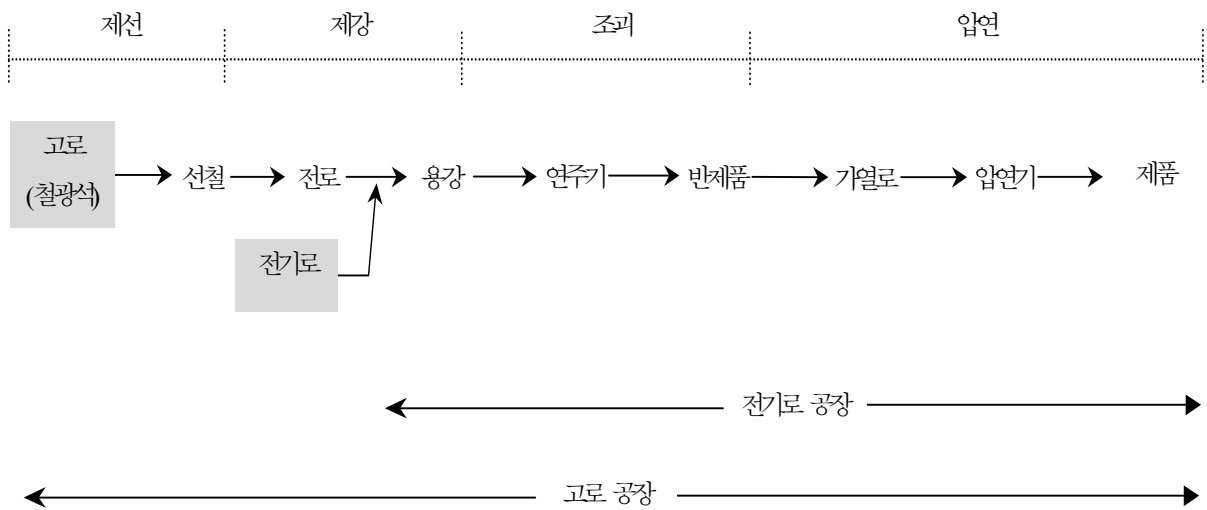 제선 제강 조괴 압연
고로
(철광석)
선철 전로 용강 연주기 반제품 가열로 압연기 제품
전기로
전기로 공장
고로 공장